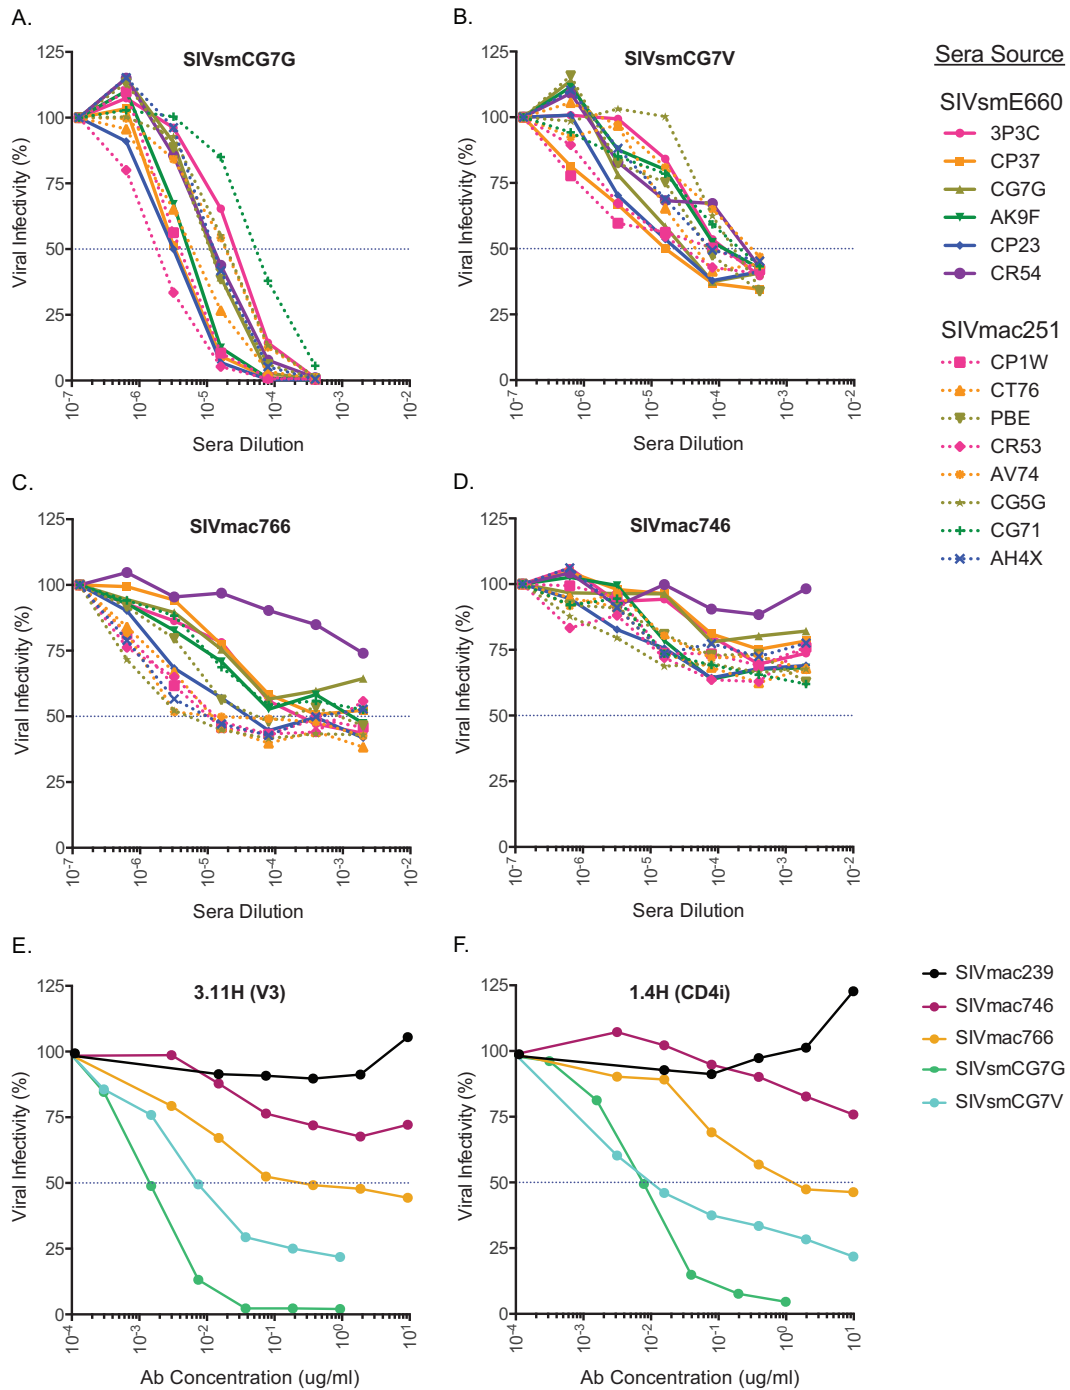 A.
SIVsmCG7G
Viral Infectivity (%)
125
100
75
50
25
0
10-7
10-6
10-5
10-4
10-3
10-2
Sera Dilution
B.
SIVsmCG7V
Viral Infectivity (%)
125
100
75
50
25
0
10-7
10-6
10-5
10-4
10-3
10-2
Sera Dilution
Sera Source
SIVsmE660
3P3C
CP37
CG7G
AK9F
CP23
CR54
SIVmac251
CP1W
CT76
PBE
CR53
AV74
CG5G
CG71
AH4X
C.
SIVmac766
Viral Infectivity (%)
125
100
75
50
25
0
10-7
10-6
10-5
10-4
10-3
10-2
Sera Dilution
D.
SIVmac746
Viral Infectivity (%)
125
100
75
50
25
0
10-7
10-6
10-5
10-4
10-3
10-2
Sera Dilution
E.
3.11H (V3)
Viral Infectivity (%)
125
100
75
50
25
0
10-4
10-3
10-2
10-1
100
101
Ab Concentration (ug/ml)
F.
1.4H (CD4i)
Viral Infectivity (%)
125
100
75
50
25
0
10-4
10-3
10-2
10-1
100
101
Ab Concentration (ug/ml)
SIVmac239
SIVmac746
SIVmac766
SIVsmCG7G
SIVsmCG7V